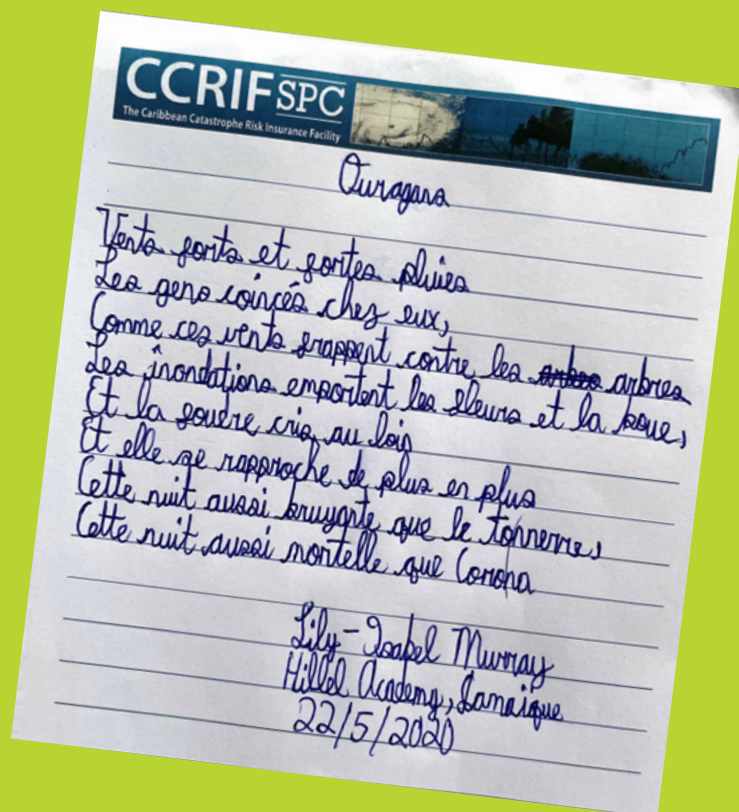 CCRIF SPC
The Caribbean Catastrophe Risk Insurance Facility
Ouragans
Vents forts et fortes pluies
Les gens coincés chez eux,
Comme ces vents frappent contre les arbres arbres
Les inondations emportent les fleurs et la boue,
Et la foudre cris au loin
Et elle se rapproche de plus en plus
Cette nuit aussi bruyante que le tonnerre,
Cette nuit aussi mortelle que Corona
Lily-Isabel Murray
Hillel Academy, Jamaique
22/5/2020